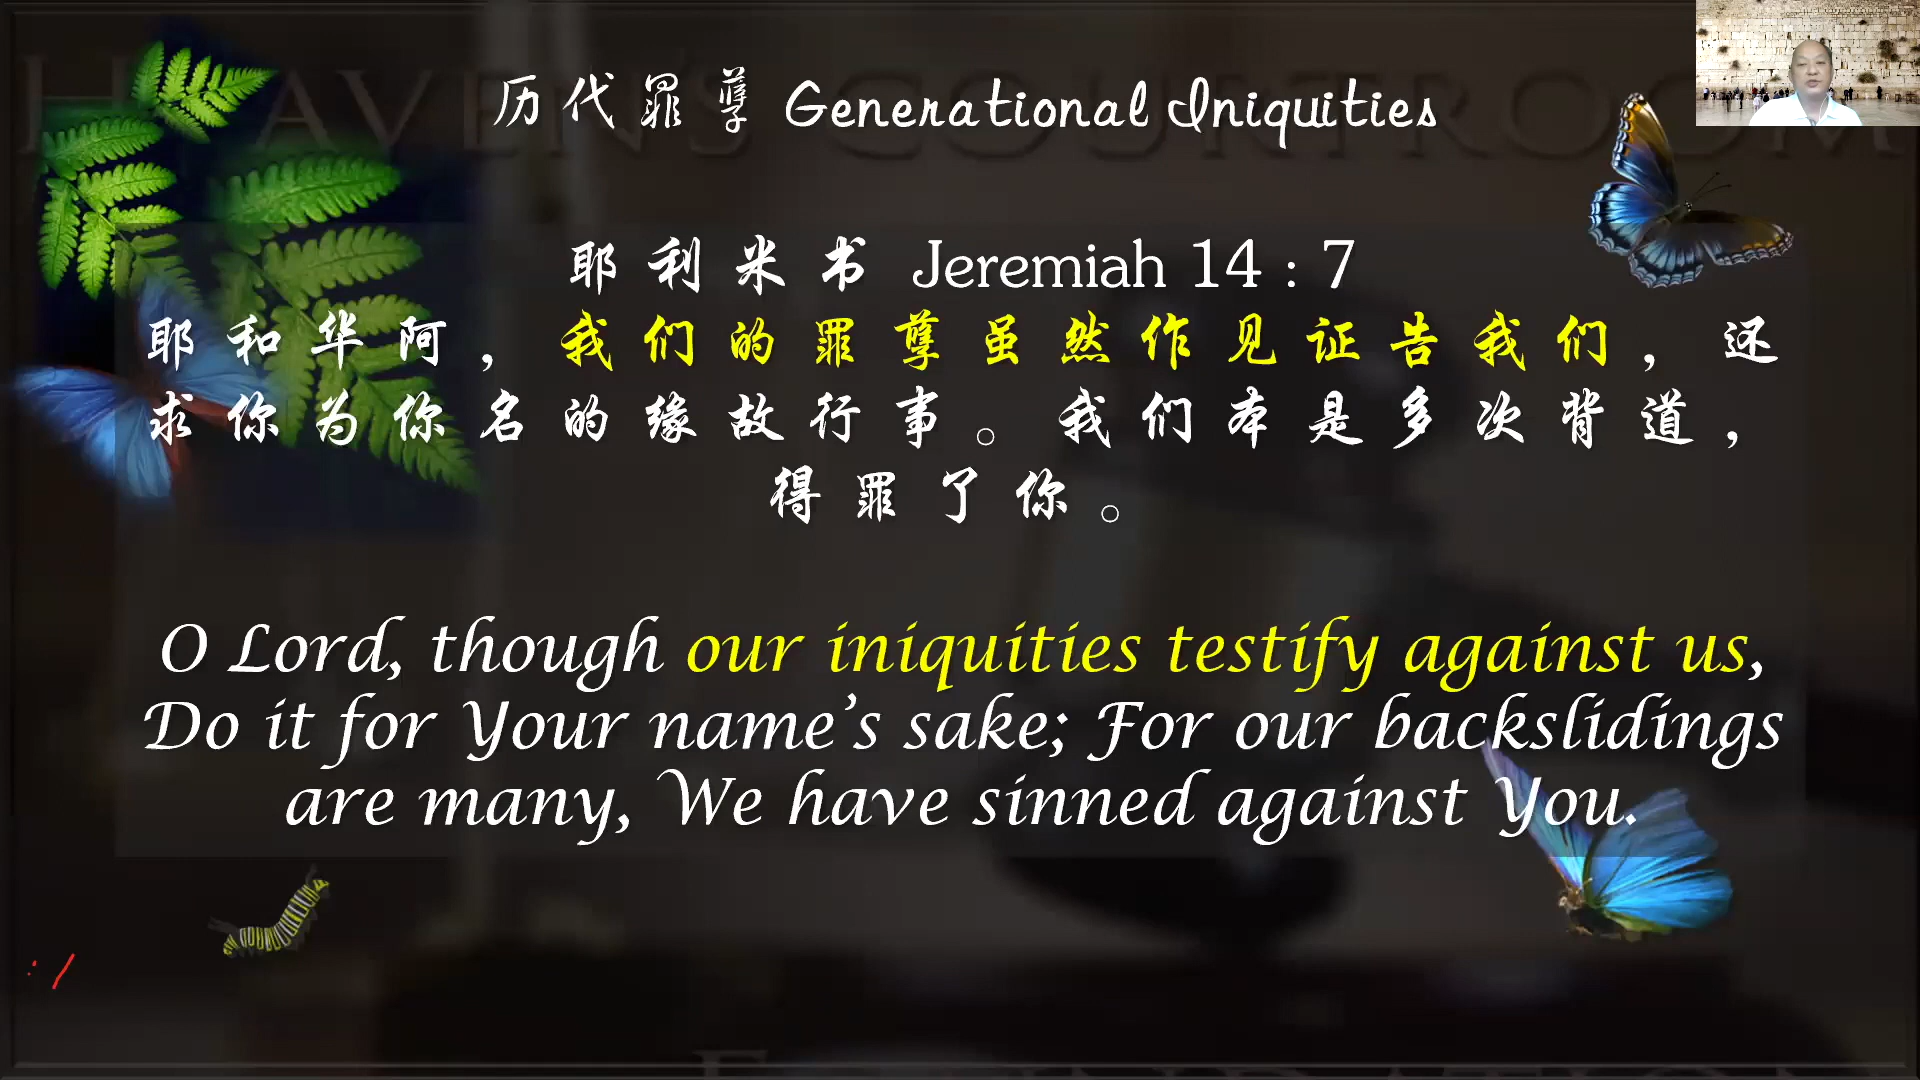 HEAVEN'S COURTROOM
历代罪孽 Generational Iniquities
耶利米书 Jeremiah 14 : 7
耶和华阿，我们的罪孽虽然作见证告我们，还
求你为你名的缘故行事。我们本是多次背道，
得罪了你。
O Lord, though our iniquities testify against us,
Do it for Your name's sake; For our backslidings
are many, We have sinned against You.